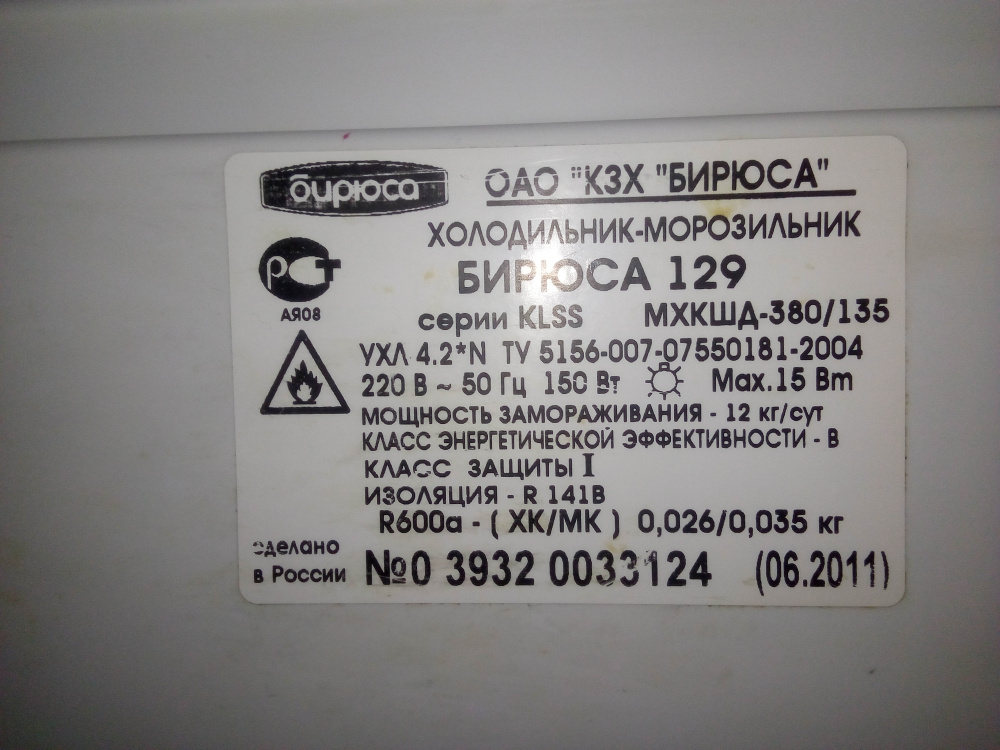 бирюса
ОАО "КЗХ "БИРЮСА"
ХОЛОДИЛЬНИК-МОРОЗИЛЬНИК
БИРЮСА 129
РСТ
АЯ08
серии KLSS МХКШД-380/135
УХЛ 4.2*N ТУ 5156-007-07550181-2004
220 В ~ 50 Гц 150 Вт Max.15 Вт
МОЩНОСТЬ ЗАМОРАЖИВАНИЯ - 12 кг/сут
КЛАСС ЭНЕРГЕТИЧЕСКОЙ ЭФФЕКТИВНОСТИ - В
КЛАСС ЗАЩИТЫ I
ИЗОЛЯЦИЯ - R 141B
R600a - ( ХК/МК ) 0,026/0,035 кг
сделано
в России
№0 3932 0033124 (06.2011)